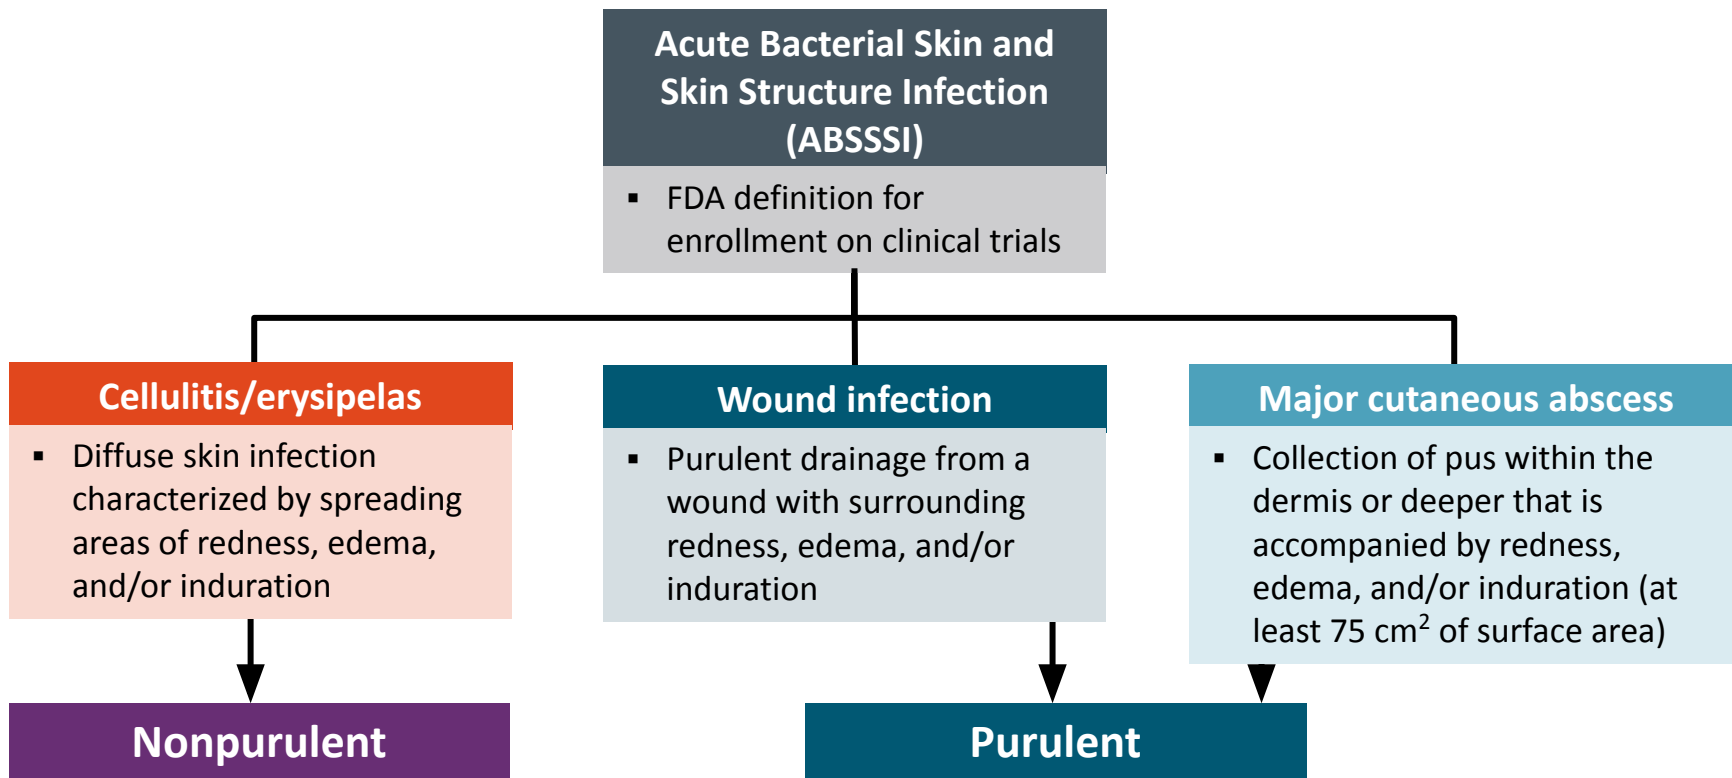 Acute Bacterial Skin and
Skin Structure Infection
(ABSSSI)
▪ FDA definition for
enrollment on clinical trials
Cellulitis/erysipelas
▪ Diffuse skin infection
characterized by spreading
areas of redness, edema,
and/or induration
Wound infection
▪ Purulent drainage from a
wound with surrounding
redness, edema, and/or
induration
Major cutaneous abscess
▪ Collection of pus within the
dermis or deeper that is
accompanied by redness,
edema, and/or induration (at
least 75 cm² of surface area)
Nonpurulent
Purulent